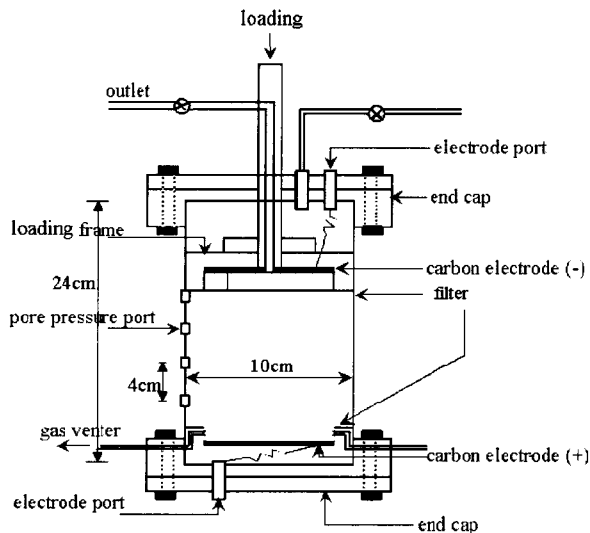 loading
outlet
electrode port
end cap
loading frame
carbon electrode (-)
24cm
filter
pore pressure port
10cm
4cm
gas venter
carbon electrode (+)
electrode port
end cap